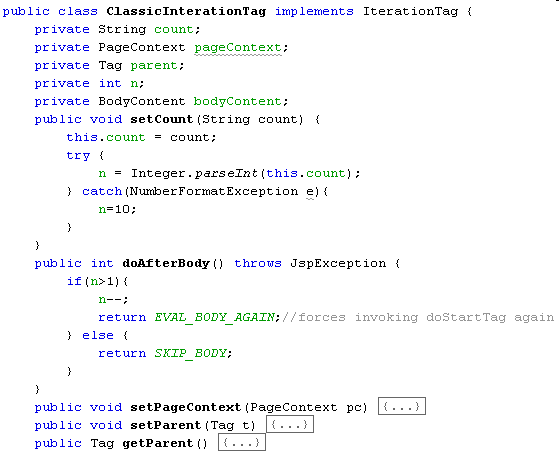 public class ClassicInterationTag implements IterationTag {
private String count;
private PageContext pageContext;
private Tag parent;
private int n;
private BodyContent bodyContent;
public void setCount(String count) {
this.count = count;
try {
n = Integer.parseInt(this.count);
} catch(NumberFormatException e){
n=10;
}
}
public int doAfterBody() throws JspException {
if(n>1){
n--;
return EVAL_BODY_AGAIN;//forces invoking doStartTag again
} else {
return SKIP_BODY;
}
}
public void setPageContext(PageContext pc) {...}
public void setParent(Tag t) {...}
public Tag getParent() {...}